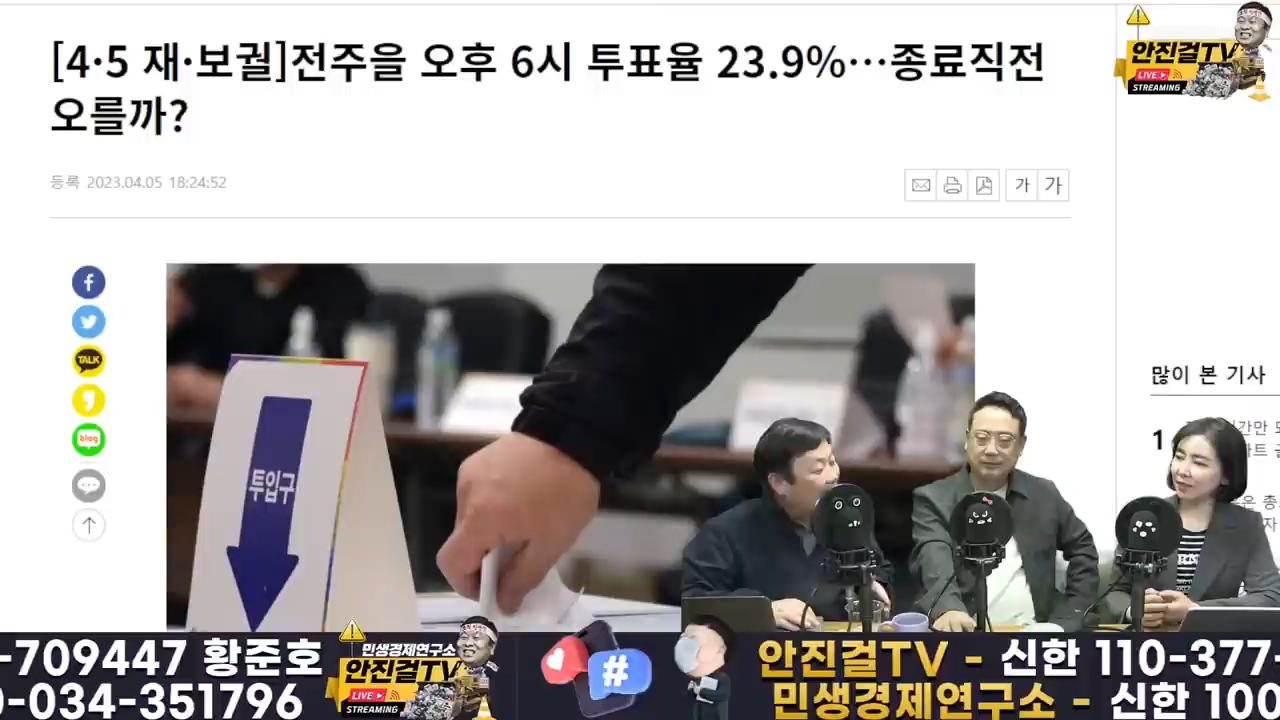 [4·5 재·보궐]전주을 오후 6시 투표율 23.9%…종료직전
오를까?
등록 2023.04.05 18:24:52
가 가
안진걸TV
LIVE
STREAMING
TALK
blog
투입구
많이 본 기사
1
-709447 황준호
-034-351796
민생경제연구소
안진걸TV
LIVE
STREAMING
#
안진걸TV - 신한 110-377-
민생경제연구소 - 신한 100